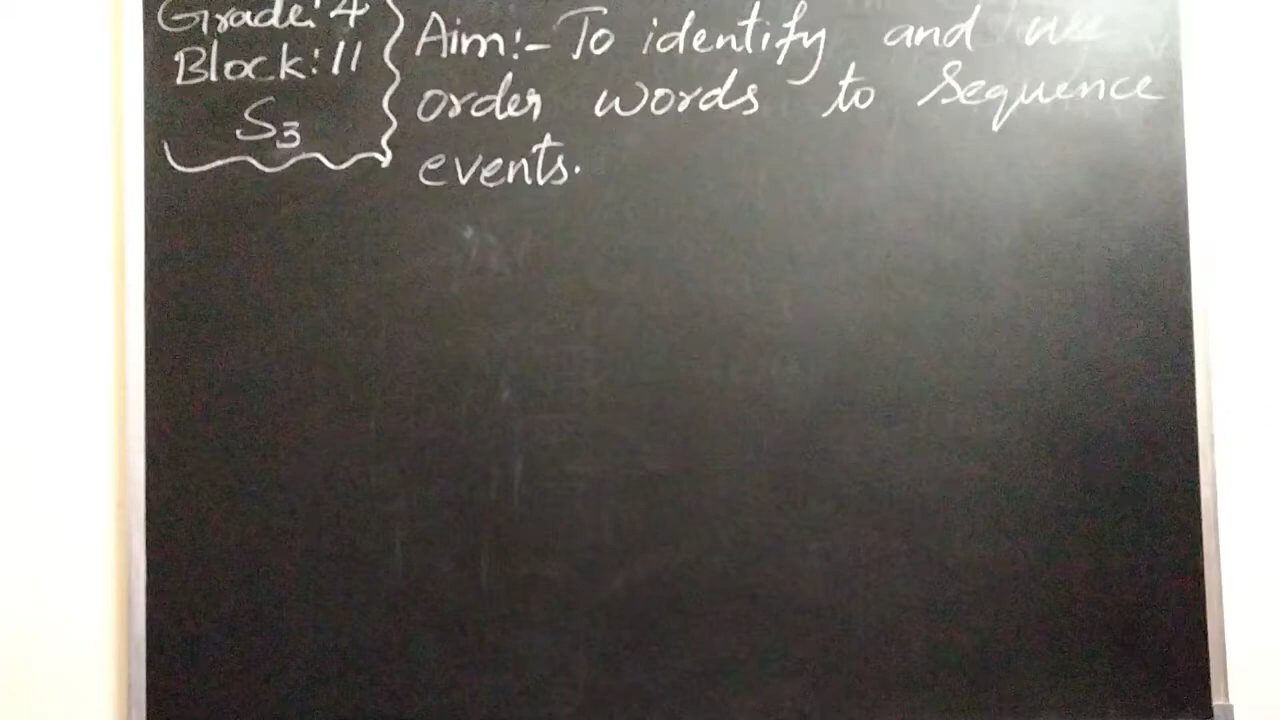 Grade: 4
Block: 11
S3
Aim:- To identify and use
order words to sequence
events.